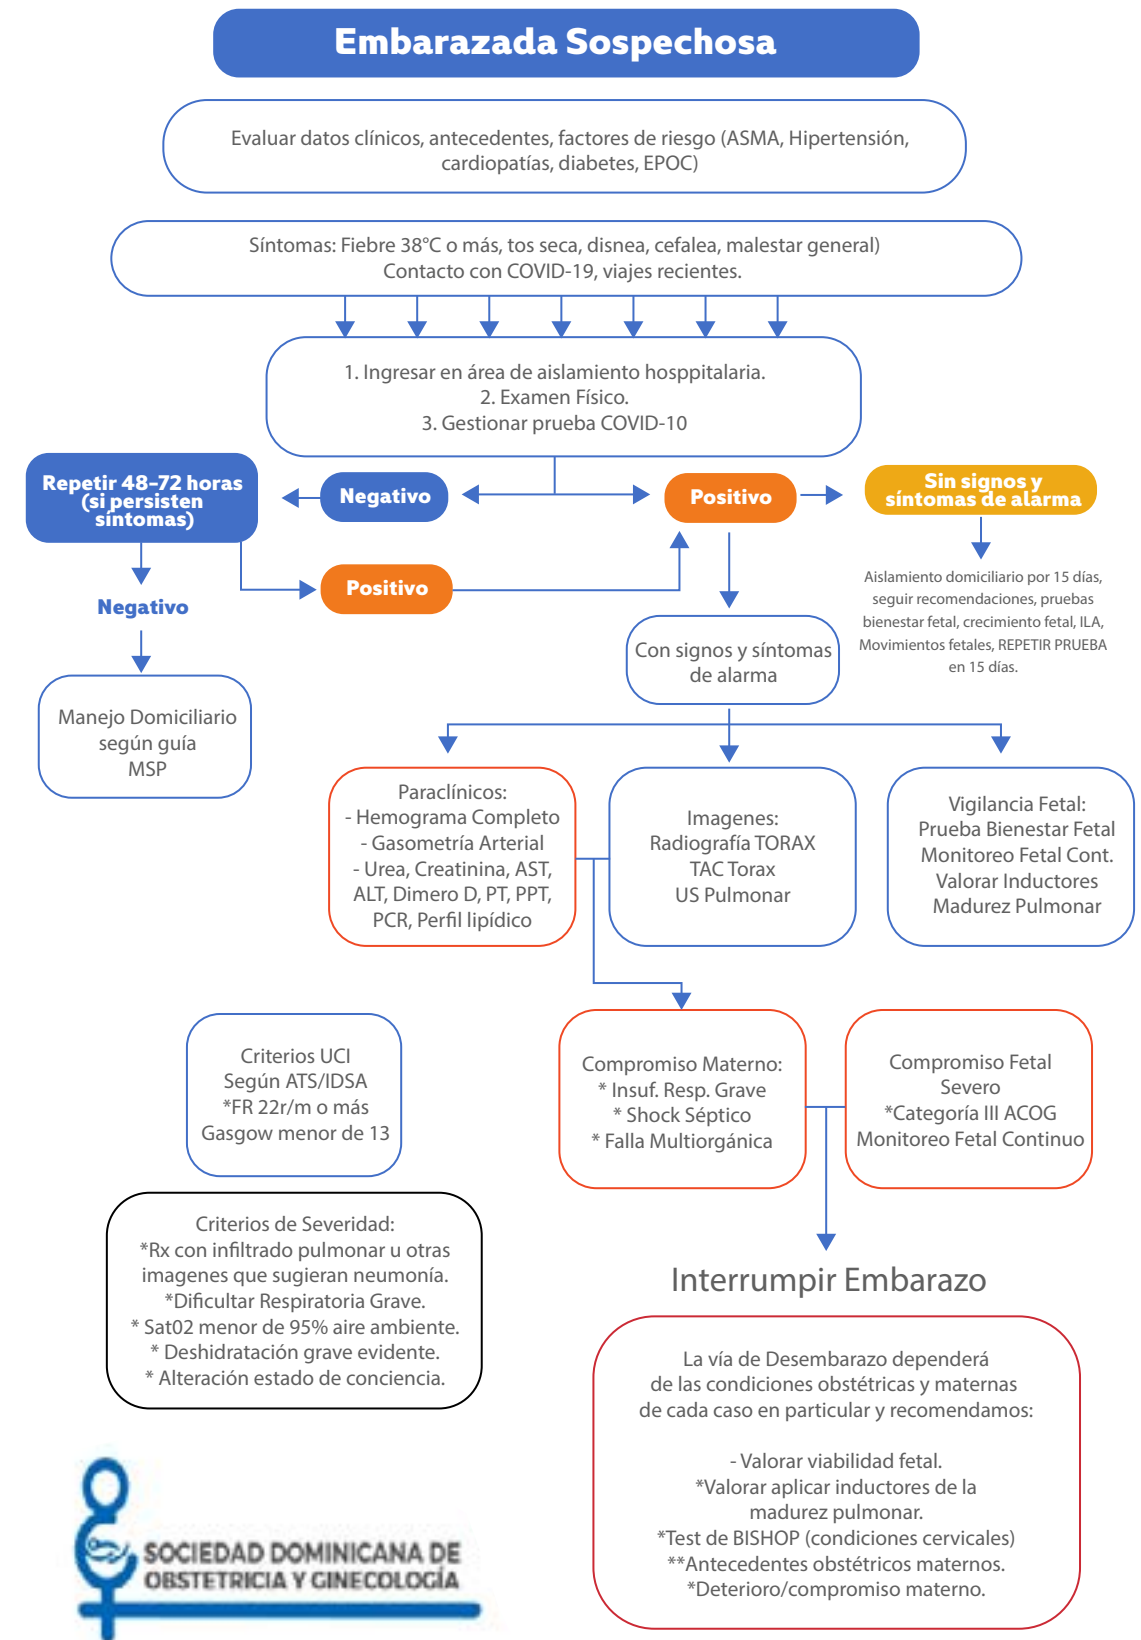 Embarazada Sospechosa
Evaluar datos clínicos, antecedentes, factores de riesgo (ASMA, Hipertensión,
cardiopatías, diabetes, EPOC)
Síntomas: Fiebre 38°C o más, tos seca, disnea, cefalea, malestar general)
Contacto con COVID-19, viajes recientes.
1. Ingresar en área de aislamiento hosppitalaria.
2. Examen Físico.
3. Gestionar prueba COVID-10
Repetir 48-72 horas
(si persisten
síntomas)
Negativo
Positivo
Sin signos y
síntomas de alarma
Negativo
Positivo
Aislamiento domiciliario por 15 días,
seguir recomendaciones, pruebas
bienestar fetal, crecimiento fetal, ILA,
Movimientos fetales, REPETIR PRUEBA
en 15 días.
Con signos y síntomas
de alarma
Manejo Domiciliario
según guía
MSP
Paraclínicos:
- Hemograma Completo
- Gasometría Arterial
- Urea, Creatinina, AST,
ALT, Dimero D, PT, PPT,
PCR, Perfil lipídico
Imagenes:
Radiografía TORAX
TAC Torax
US Pulmonar
Vigilancia Fetal:
Prueba Bienestar Fetal
Monitoreo Fetal Cont.
Valorar Inductores
Madurez Pulmonar
Criterios UCI
Según ATS/IDSA
*FR 22r/m o más
Gasgow menor de 13
Compromiso Materno:
* Insuf. Resp. Grave
* Shock Séptico
* Falla Multiorgánica
Compromiso Fetal
Severo
*Categoría III ACOG
Monitoreo Fetal Continuo
Criterios de Severidad:
*Rx con infiltrado pulmonar u otras
imagenes que sugieran neumonía.
*Dificultar Respiratoria Grave.
* Sat02 menor de 95% aire ambiente.
* Deshidratación grave evidente.
* Alteración estado de conciencia.
Interrumpir Embarazo
La vía de Desembarazo dependerá
de las condiciones obstétricas y maternas
de cada caso en particular y recomendamos:
- Valorar viabilidad fetal.
*Valorar aplicar inductores de la
madurez pulmonar.
*Test de BISHOP (condiciones cervicales)
**Antecedentes obstétricos maternos.
*Deterioro/compromiso materno.
SOCIEDAD DOMINICANA DE
OBSTETRICIA Y GINECOLOGÍA